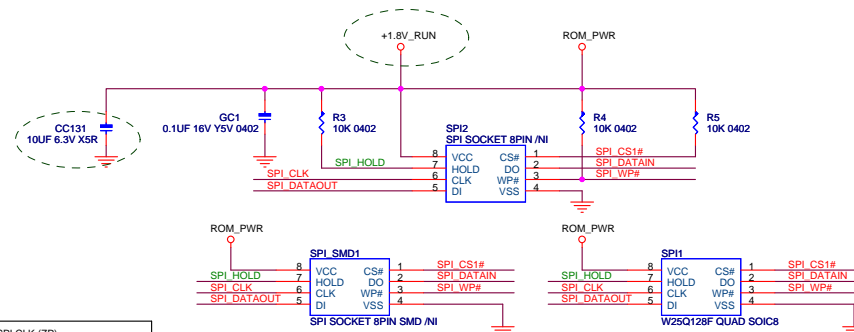 +1.8V_RUN
ROM_PWR
CC131
10UF 6.3V X5R
GC1
0.1UF 16V Y5V 0402
R3
10K 0402
R4
10K 0402
R5
10K 0402
SPI2
SPI SOCKET 8PIN /NI
8 VCC CS# 1 SPI_CS1#
SPI_HOLD 7 HOLD DO 2 SPI_DATAIN
SPI_CLK 6 CLK WP# 3 SPI_WP#
SPI_DATAOUT 5 DI VSS 4
ROM_PWR
SPI_SMD1
8 VCC CS# 1 SPI_CS1#
SPI_HOLD 7 HOLD DO 2 SPI_DATAIN
SPI_CLK 6 CLK WP# 3 SPI_WP#
SPI_DATAOUT 5 DI VSS 4
SPI SOCKET 8PIN SMD /NI
ROM_PWR
SPI1
8 VCC CS# 1 SPI_CS1#
SPI_HOLD 7 HOLD DO 2 SPI_DATAIN
SPI_CLK 6 CLK WP# 3 SPI_WP#
SPI_DATAOUT 5 DI VSS 4
W25Q128F QUAD SOIC8